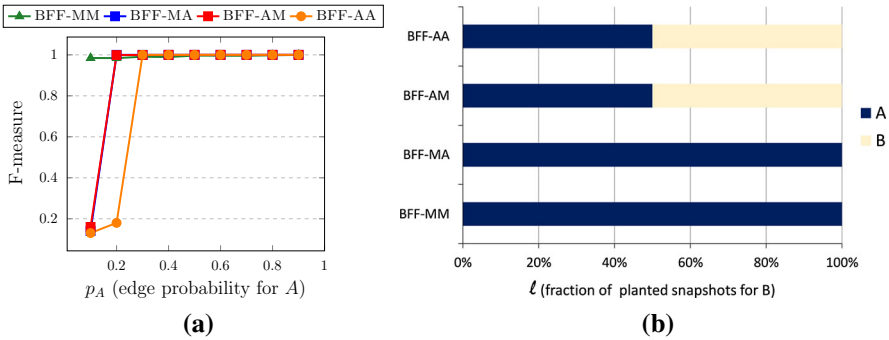 BFF-MM BFF-MA BFF-AM BFF-AA
1
0.8
0.6
0.4
0.2
F-measure
0.2 0.4 0.6 0.8 1
p_A (edge probability for A)
(a)
BFF-AA
BFF-AM
BFF-MA
BFF-MM
0% 20% 40% 60% 80% 100%
ℓ (fraction of planted snapshots for B)
A
B
(b)